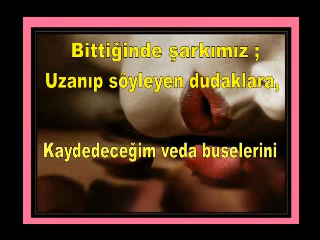 Bittiğinde şarkımız ;
Uzanıp söyleyen dudaklara,
Kaydedeceğim veda buselerini